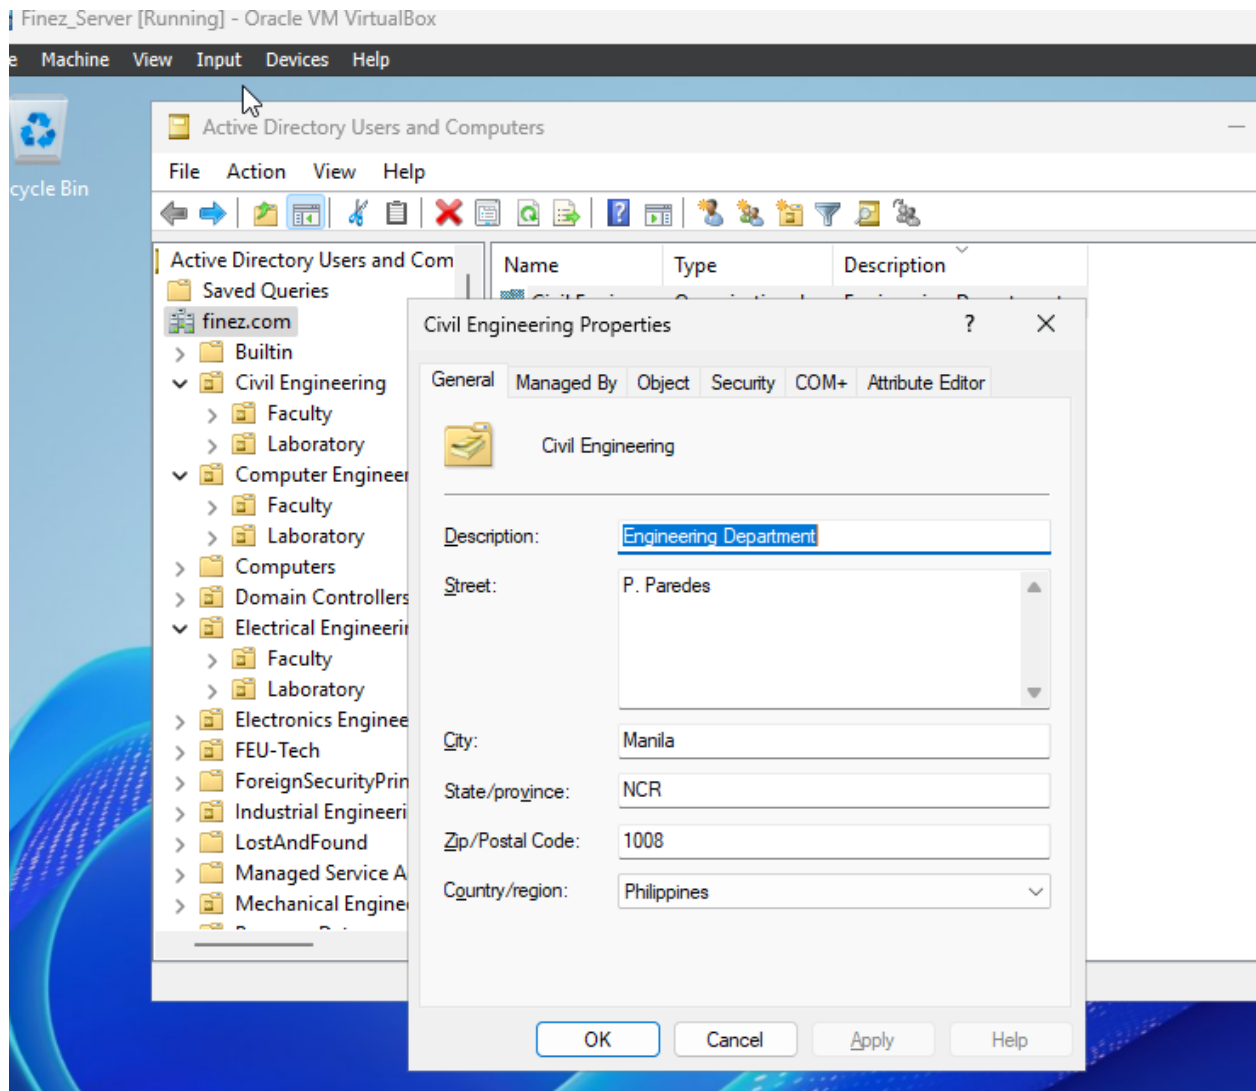 Finez_Server [Running] - Oracle VM VirtualBox
e Machine View Input Devices Help
cycle Bin
Active Directory Users and Computers
File Action View Help
Active Directory Users and Com
Saved Queries
finez.com
Builtin
Civil Engineering
Faculty
Laboratory
Computer Engineer
Faculty
Laboratory
Computers
Domain Controllers
Electrical Engineerin
Faculty
Laboratory
Electronics Enginee
FEU-Tech
ForeignSecurityPrin
Industrial Engineeri
LostAndFound
Managed Service A
Mechanical Engine
Name Type Description
Civil Engineering Properties ?
General Managed By Object Security COM+ Attribute Editor
Civil Engineering
Description: Engineering Department
Street: P. Paredes
City: Manila
State/province: NCR
Zip/Postal Code: 1008
Country/region: Philippines
OK Cancel Apply Help